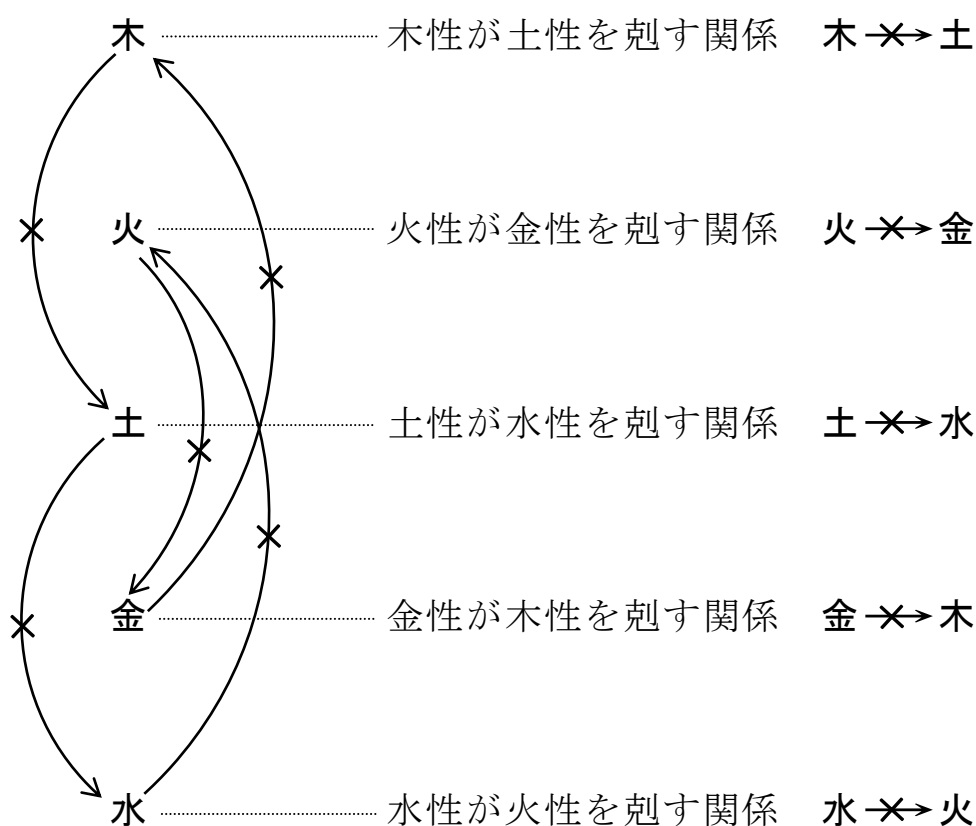 木 木性が土性を剋す関係 木 → 土
火 火性が金性を剋す関係 火 → 金
土 土性が水性を剋す関係 土 → 水
金 金性が木性を剋す関係 金 → 木
水 水性が火性を剋す関係 水 → 火